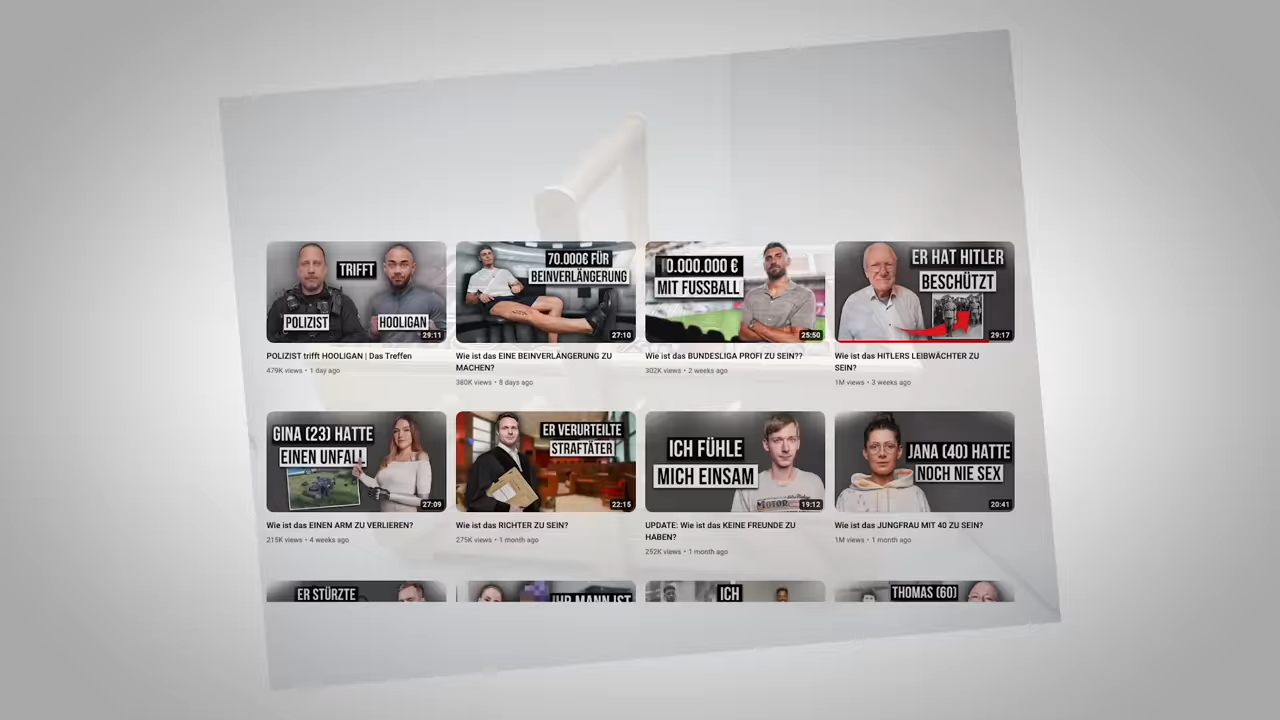 TRIFFT
POLIZIST
HOOLIGAN
29:11
POLIZIST trifft HOOLIGAN | Das Treffen
479K views • 1 day ago
70.000€ FÜR
BEINVERLÄNGERUNG
27:10
Wie ist das EINE BEINVERLÄNGERUNG ZU
MACHEN?
380K views • 8 days ago
0.000.000 €
MIT FUSSBALL
25:50
Wie ist das BUNDESLIGA PROFI ZU SEIN??
302K views • 2 weeks ago
ER HAT HITLER
BESCHÜTZT
29:17
Wie ist das HITLERS LEIBWÄCHTER ZU
SEIN?
1M views • 3 weeks ago
GINA (23) HATTE
EINEN UNFALL
27:09
Wie ist das EINEN ARM ZU VERLIEREN?
215K views • 4 weeks ago
ER VERURTEILTE
STRAFTÄTER
22:15
Wie ist das RICHTER ZU SEIN?
275K views • 1 month ago
ICH FÜHLE
MICH EINSAM
19:12
UPDATE: Wie ist das KEINE FREUNDE ZU
HABEN?
252K views • 1 month ago
JANA (40) HATTE
NOCH NIE SEX
20:41
Wie ist das JUNGFRAU MIT 40 ZU SEIN?
1M views • 1 month ago
ER STÜRZTE
IHR MANN IST
ICH
THOMAS (60)